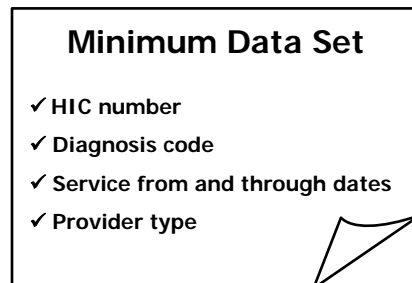 Minimum Data Set
✓ HIC number
✓ Diagnosis code
✓ Service from and through dates
✓ Provider type